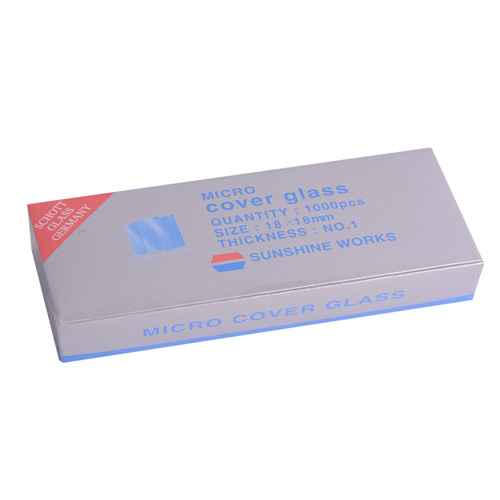 SCHOTT
GLASS
GERMANY
MICRO
cover glass
QUANTITY : 1000pcs
SIZE : 18×18mm
THICKNESS : NO.1
SUNSHINE WORKS
MICRO COVER GLASS